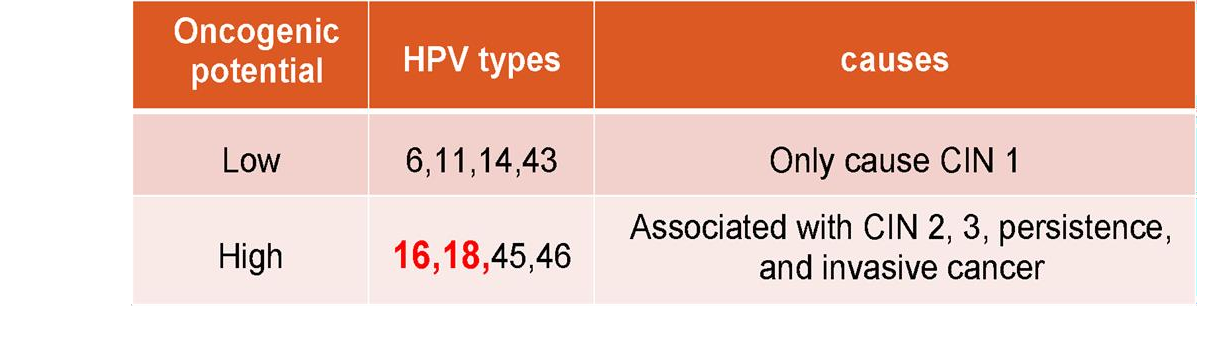 Oncogenic
potential
HPV types
causes
Low
6,11,14,43
Only cause CIN 1
High
16,18,45,46
Associated with CIN 2, 3, persistence,
and invasive cancer